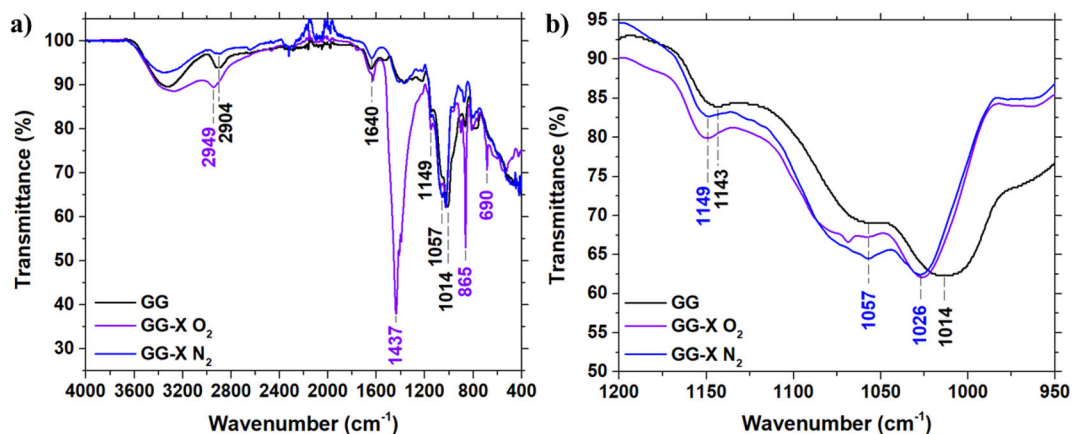 a)
Transmittance (%)
100
90
80
70
60
50
40
30
2949
2904
1640
1437
1149
1057
1014
865
690
GG
GG-X O₂
GG-X N₂
4000 3200 2800 2400 2000 1600 1200 800 400
Wavenumber (cm⁻¹)
b)
Transmittance (%)
95
90
85
80
75
70
65
60
55
50
1149
1143
1057
1026
1014
GG
GG-X O₂
GG-X N₂
1200 1150 1100 1050 1000 950
Wavenumber (cm⁻¹)